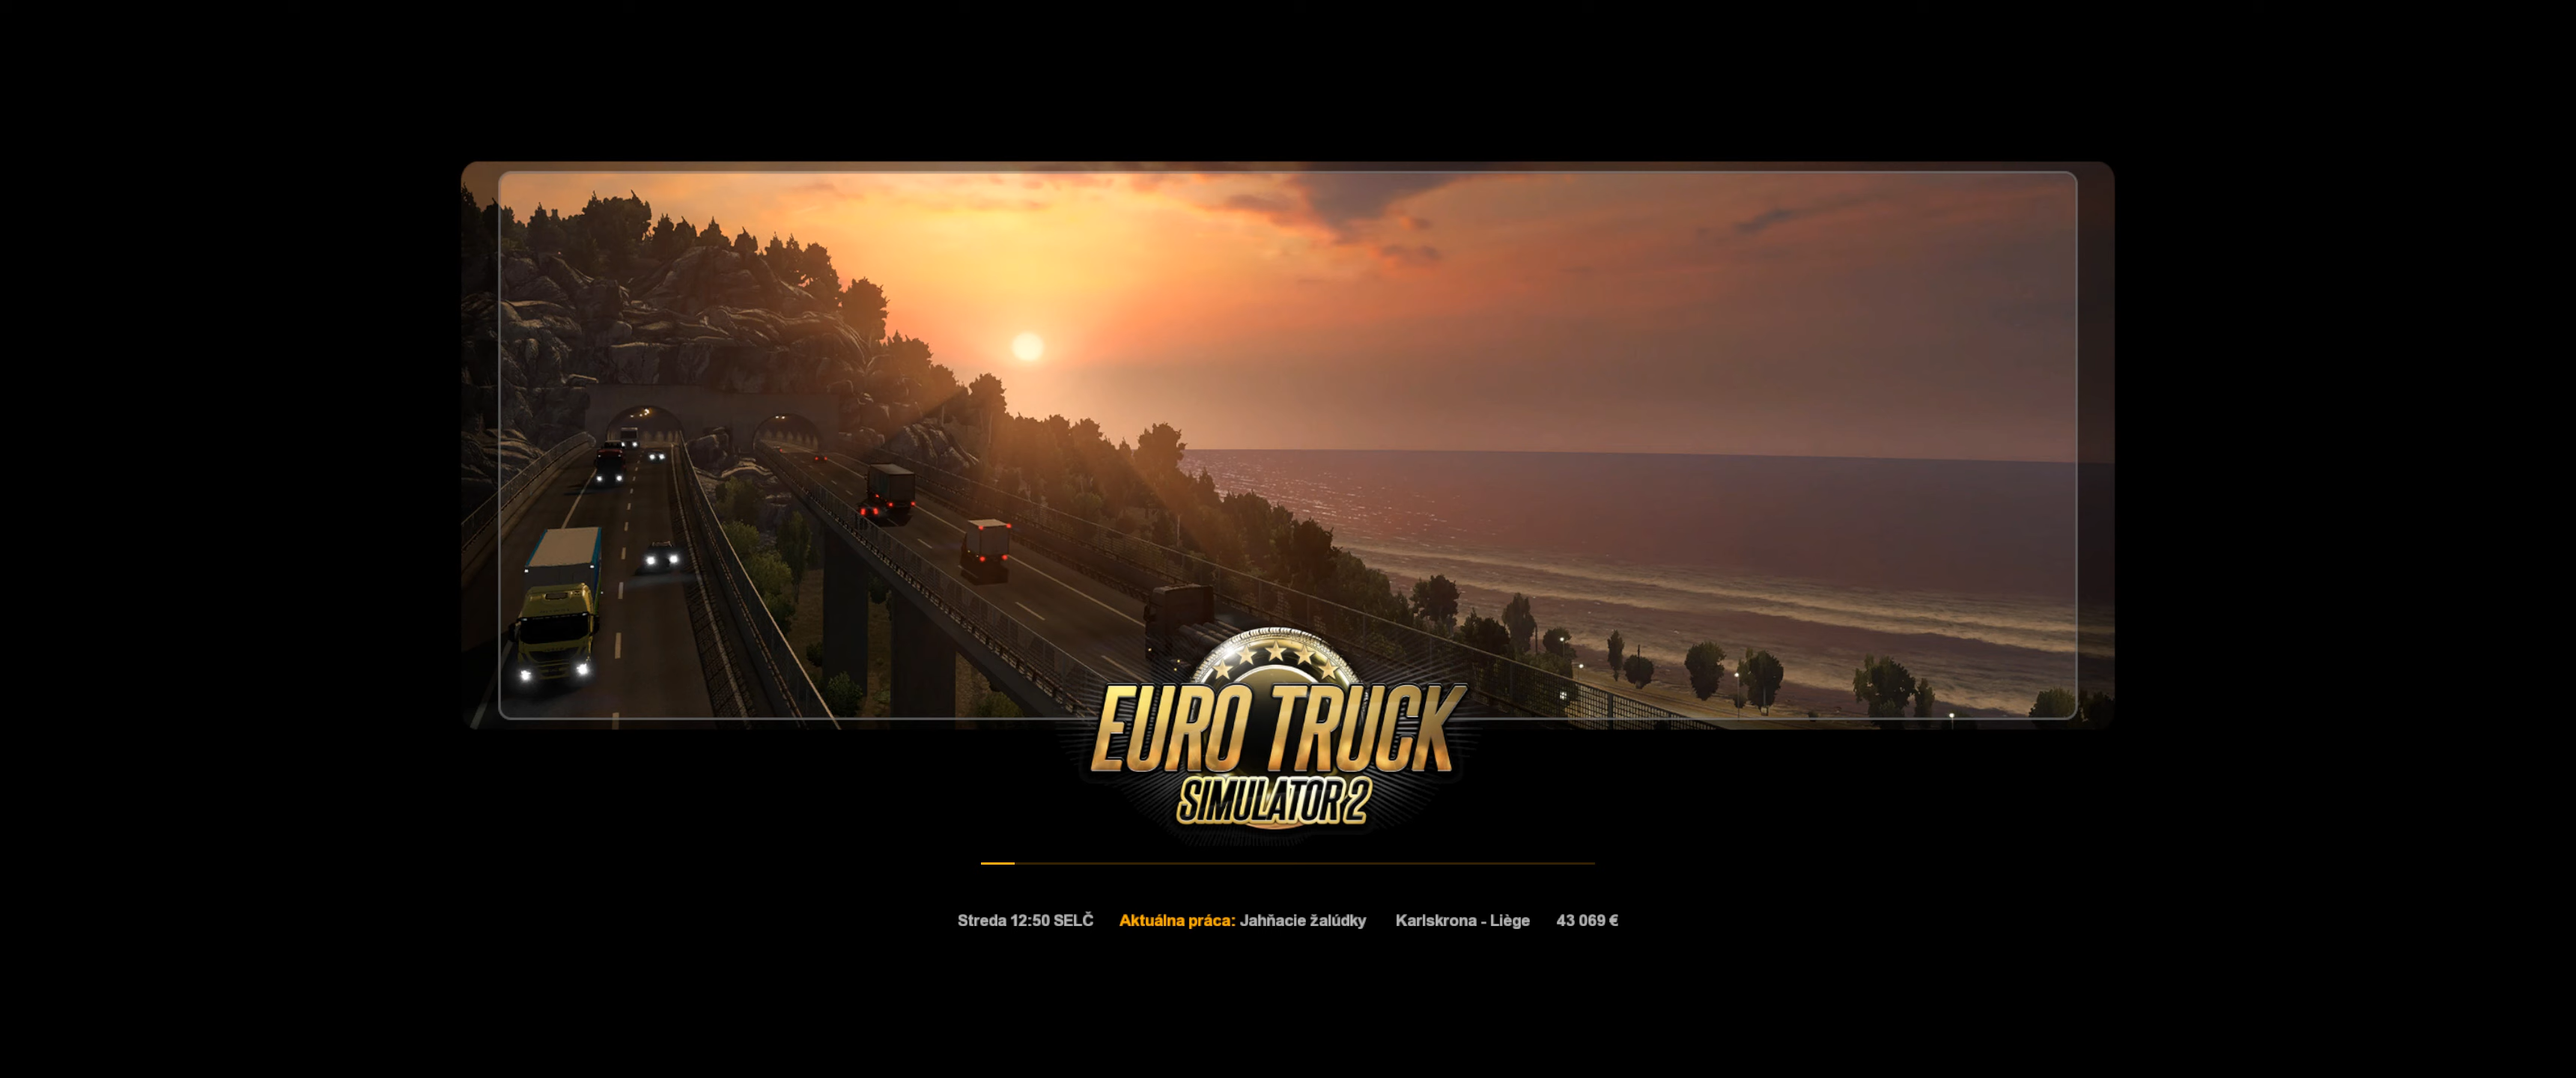 EURO TRUCK
SIMULATOR 2
Streda 12:50 SELČ Aktuálna práca: Jahňacie žalúdky Karlskrona - Liège 43 069 €